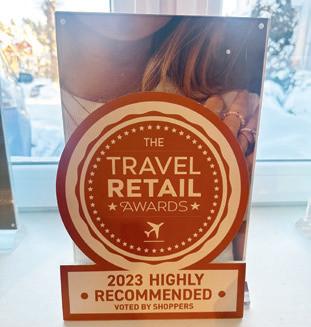 THE
TRAVEL
RETAIL
AWARDS
2023 HIGHLY
RECOMMENDED
VOTED BY SHOPPERS